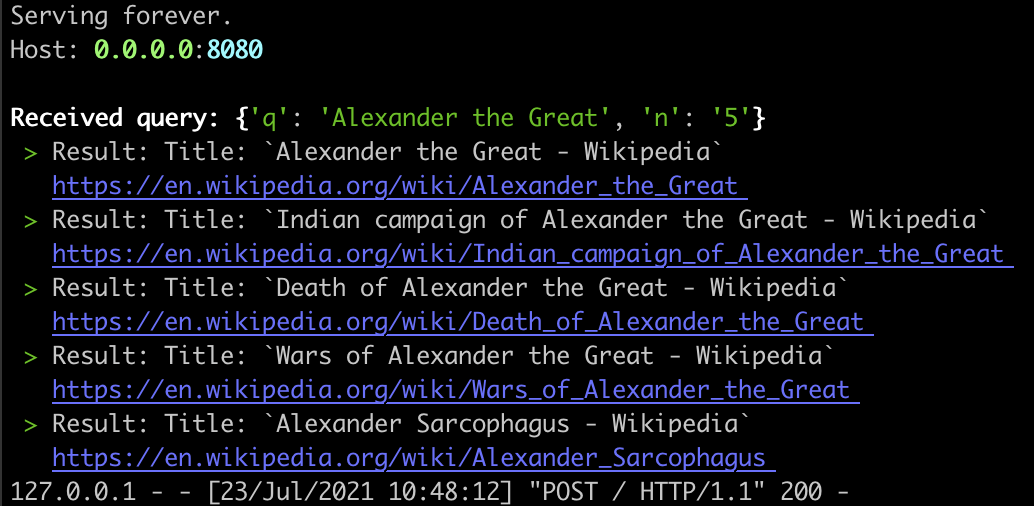 Serving forever.
Host: 0.0.0.0:8080
Received query: {'q': 'Alexander the Great', 'n': '5'}
> Result: Title: `Alexander the Great - Wikipedia`
https://en.wikipedia.org/wiki/Alexander_the_Great
> Result: Title: `Indian campaign of Alexander the Great - Wikipedia`
https://en.wikipedia.org/wiki/Indian_campaign_of_Alexander_the_Great
> Result: Title: `Death of Alexander the Great - Wikipedia`
https://en.wikipedia.org/wiki/Death_of_Alexander_the_Great
> Result: Title: `Wars of Alexander the Great - Wikipedia`
https://en.wikipedia.org/wiki/Wars_of_Alexander_the_Great
> Result: Title: `Alexander Sarcophagus - Wikipedia`
https://en.wikipedia.org/wiki/Alexander_Sarcophagus
127.0.0.1 - - [23/Jul/2021 10:48:12] "POST / HTTP/1.1" 200 -